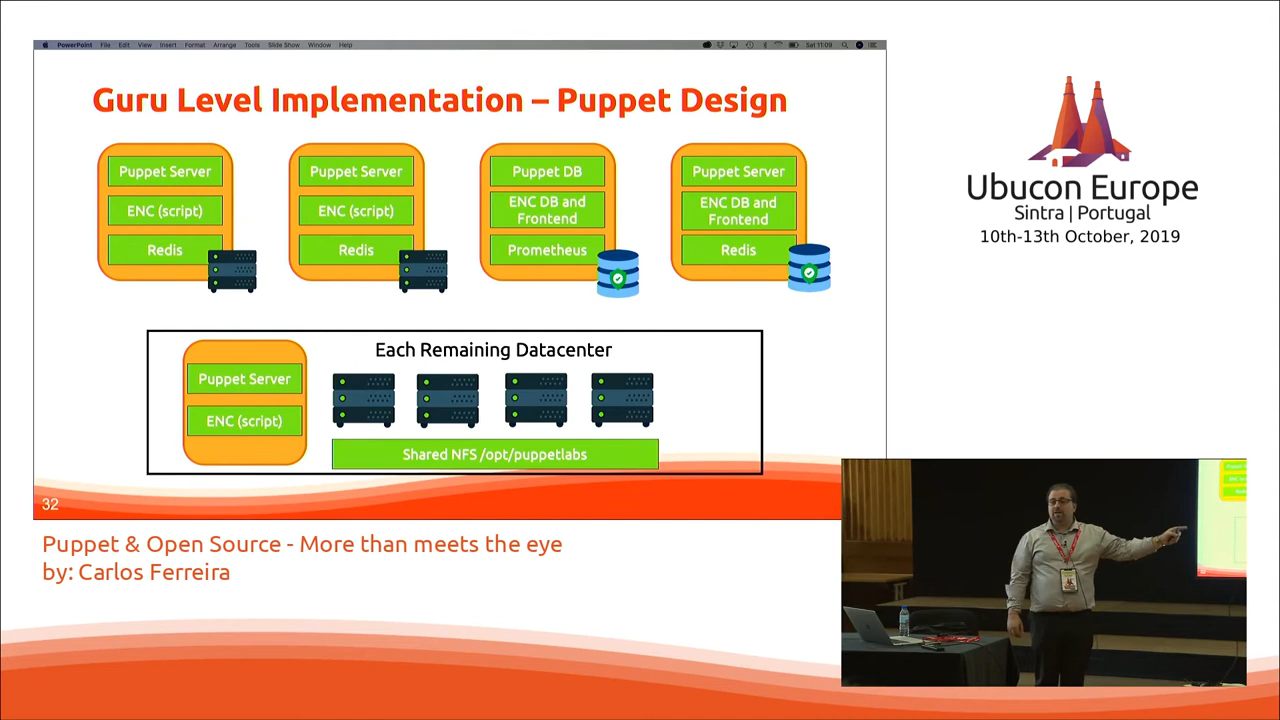 PowerPoint File Edit View Insert Format Arrange Tools Slide Show Window Help
Sat 11:09
Guru Level Implementation – Puppet Design
Puppet Server
ENC (script)
Redis
Puppet Server
ENC (script)
Redis
Puppet DB
ENC DB and
Frontend
Prometheus
Puppet Server
ENC DB and
Frontend
Redis
Each Remaining Datacenter
Puppet Server
ENC (script)
Shared NFS /opt/puppetlabs
32
Ubucon Europe
Sintra | Portugal
10th-13th October, 2019
Puppet & Open Source - More than meets the eye
by: Carlos Ferreira